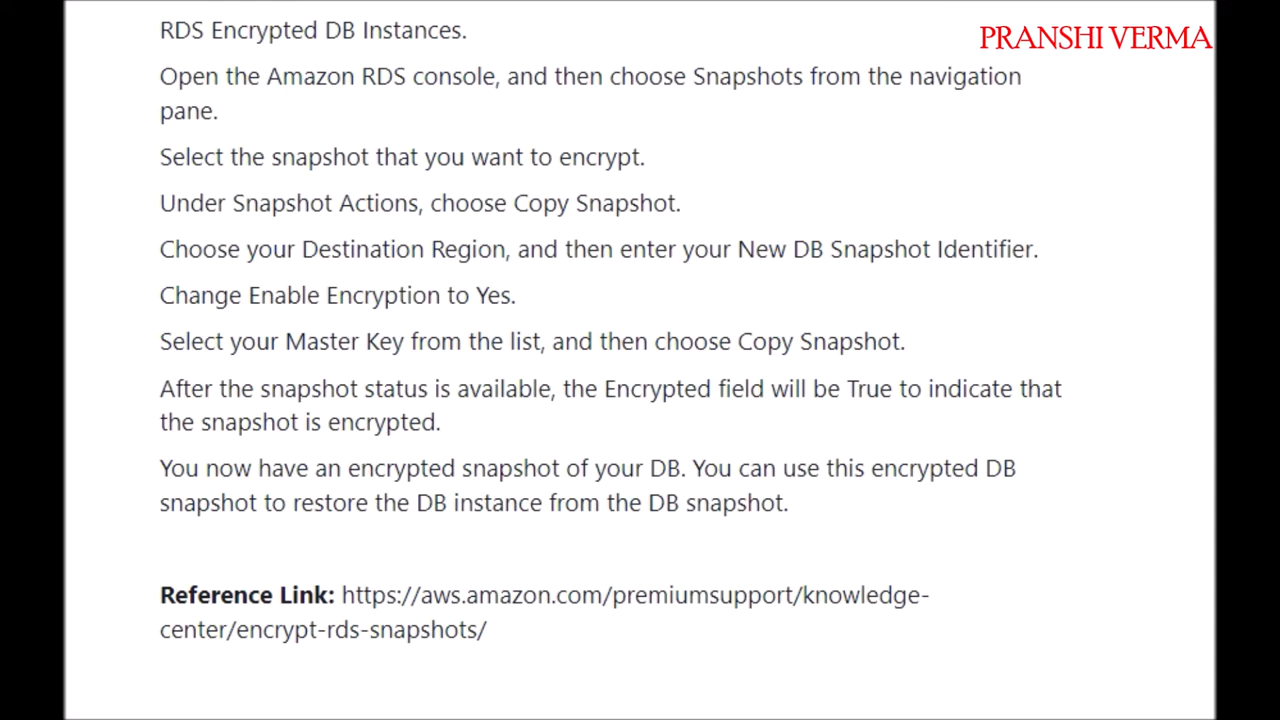 RDS Encrypted DB Instances.
PRANSHI VERMA
Open the Amazon RDS console, and then choose Snapshots from the navigation
pane.
Select the snapshot that you want to encrypt.
Under Snapshot Actions, choose Copy Snapshot.
Choose your Destination Region, and then enter your New DB Snapshot Identifier.
Change Enable Encryption to Yes.
Select your Master Key from the list, and then choose Copy Snapshot.
After the snapshot status is available, the Encrypted field will be True to indicate that
the snapshot is encrypted.
You now have an encrypted snapshot of your DB. You can use this encrypted DB
snapshot to restore the DB instance from the DB snapshot.
Reference Link: https://aws.amazon.com/premiumsupport/knowledge-
center/encrypt-rds-snapshots/